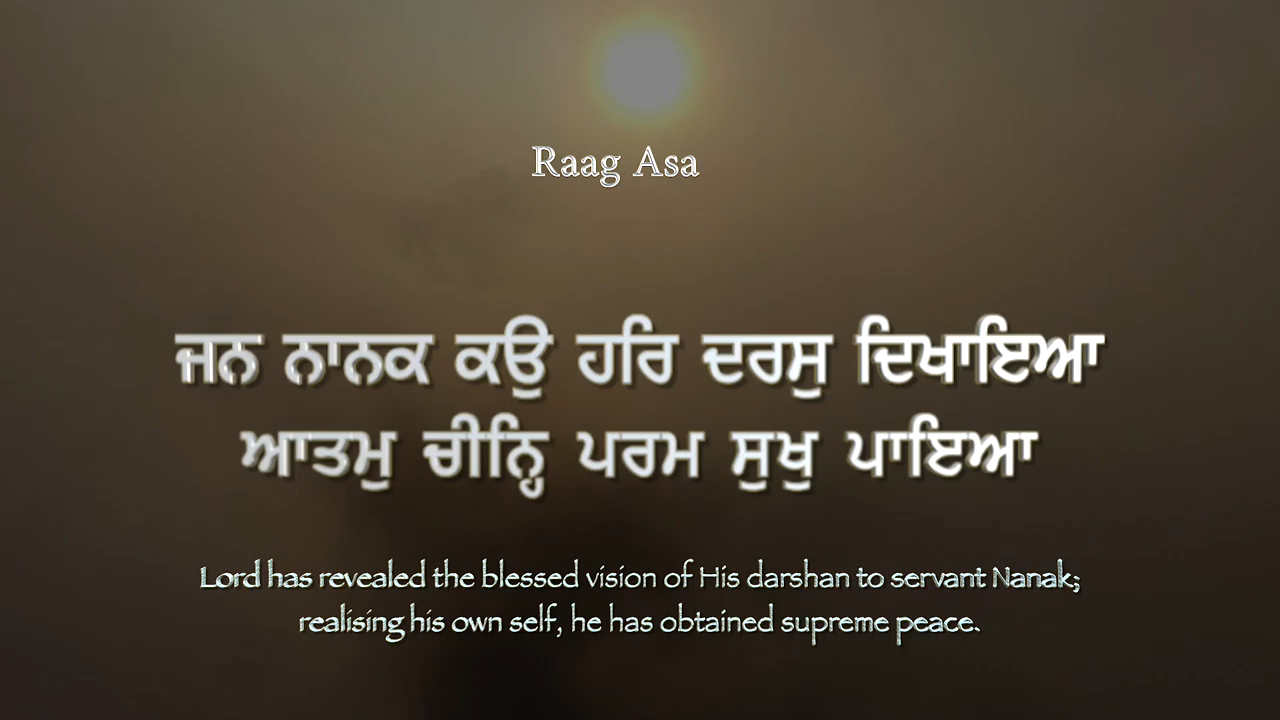 Raag Asa
ਜਨ ਨਾਨਕ ਕਉ ਹਰਿ ਦਰਸੁ ਦਿਖਾਇਆ
ਆਤਮੁ ਚੀਨ੍ਹਿ ਪਰਮ ਸੁਖੁ ਪਾਇਆ
Lord has revealed the blessed vision of His darshan to servant Nanak;
realising his own self, he has obtained supreme peace.